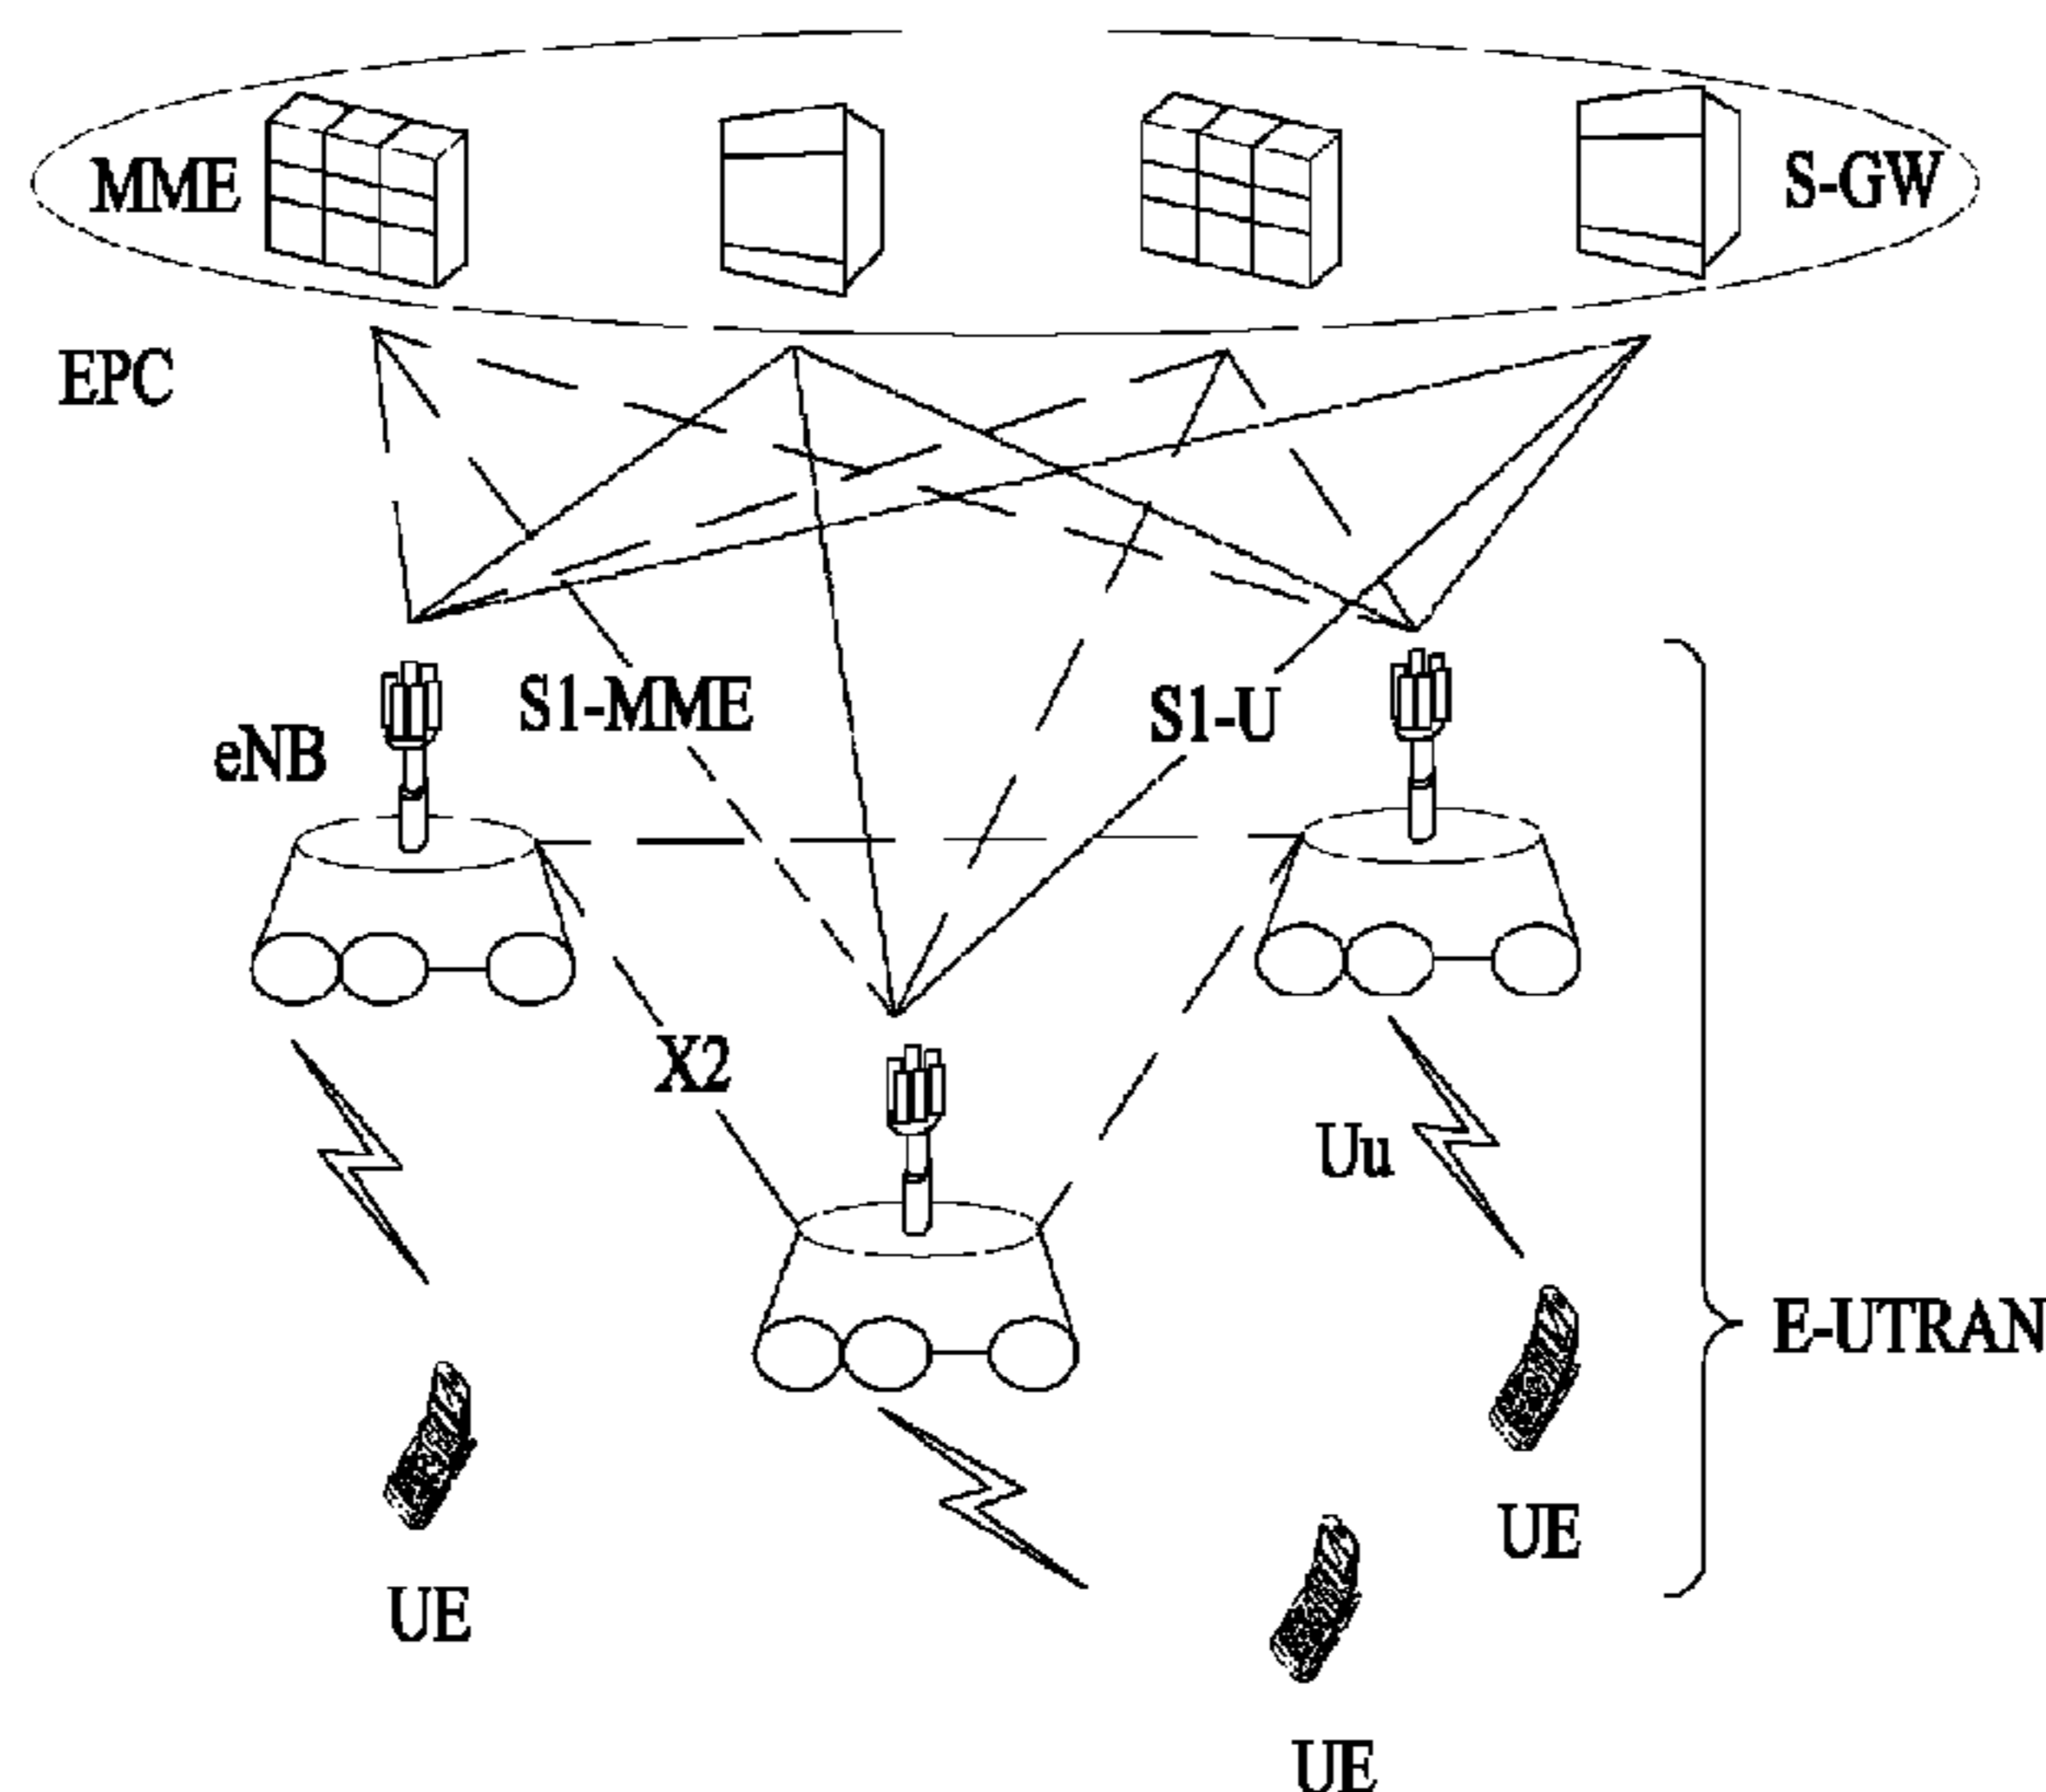 MME
S-GW
EPC
S1-MME
S1-U
eNB
X2
Uu
E-UTRAN
UE
UE
UE